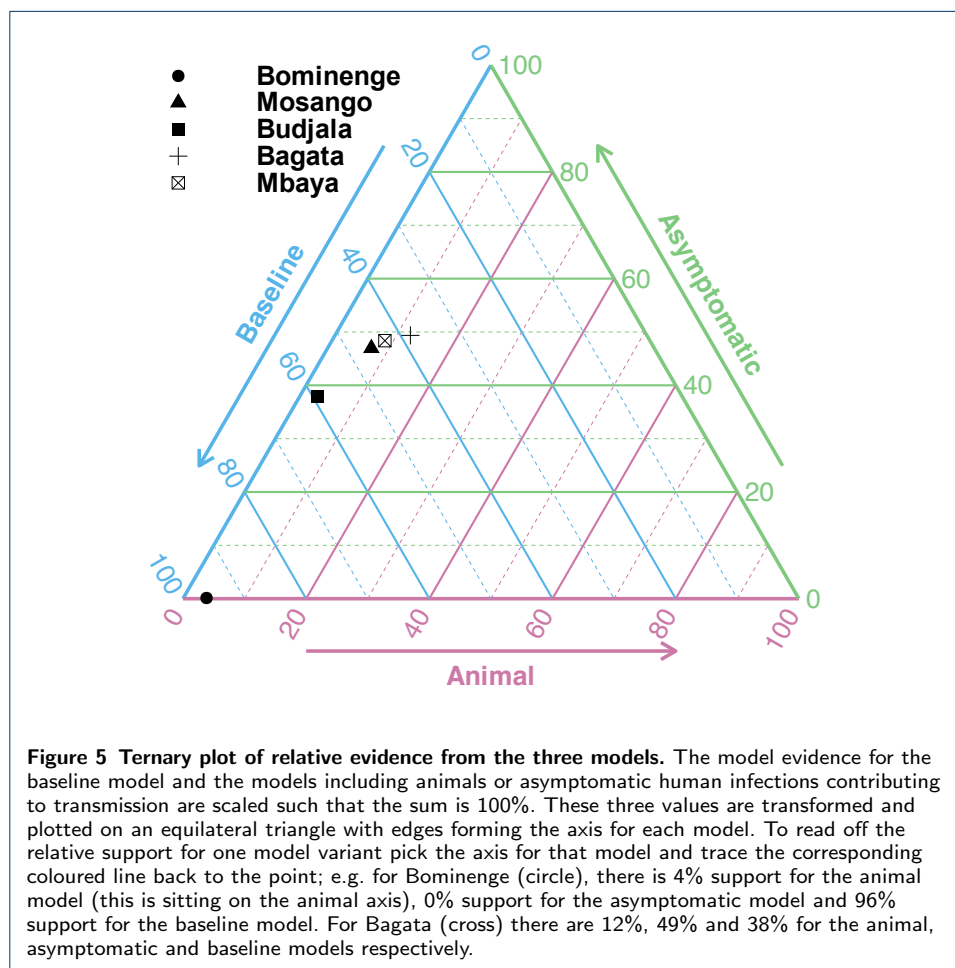 Bominenge
Mosango
Budjala
Bagata
Mbaya
0
20
40
60
80
100
Baseline
100
80
60
40
20
0
Asymptomatic
0
20
40
60
80
100
Animal
Figure 5 Ternary plot of relative evidence from the three models. The model evidence for the
baseline model and the models including animals or asymptomatic human infections contributing
to transmission are scaled such that the sum is 100%. These three values are transformed and
plotted on an equilateral triangle with edges forming the axis for each model. To read off the
relative support for one model variant pick the axis for that model and trace the corresponding
coloured line back to the point; e.g. for Bominenge (circle), there is 4% support for the animal
model (this is sitting on the animal axis), 0% support for the asymptomatic model and 96%
support for the baseline model. For Bagata (cross) there are 12%, 49% and 38% for the animal,
asymptomatic and baseline models respectively.